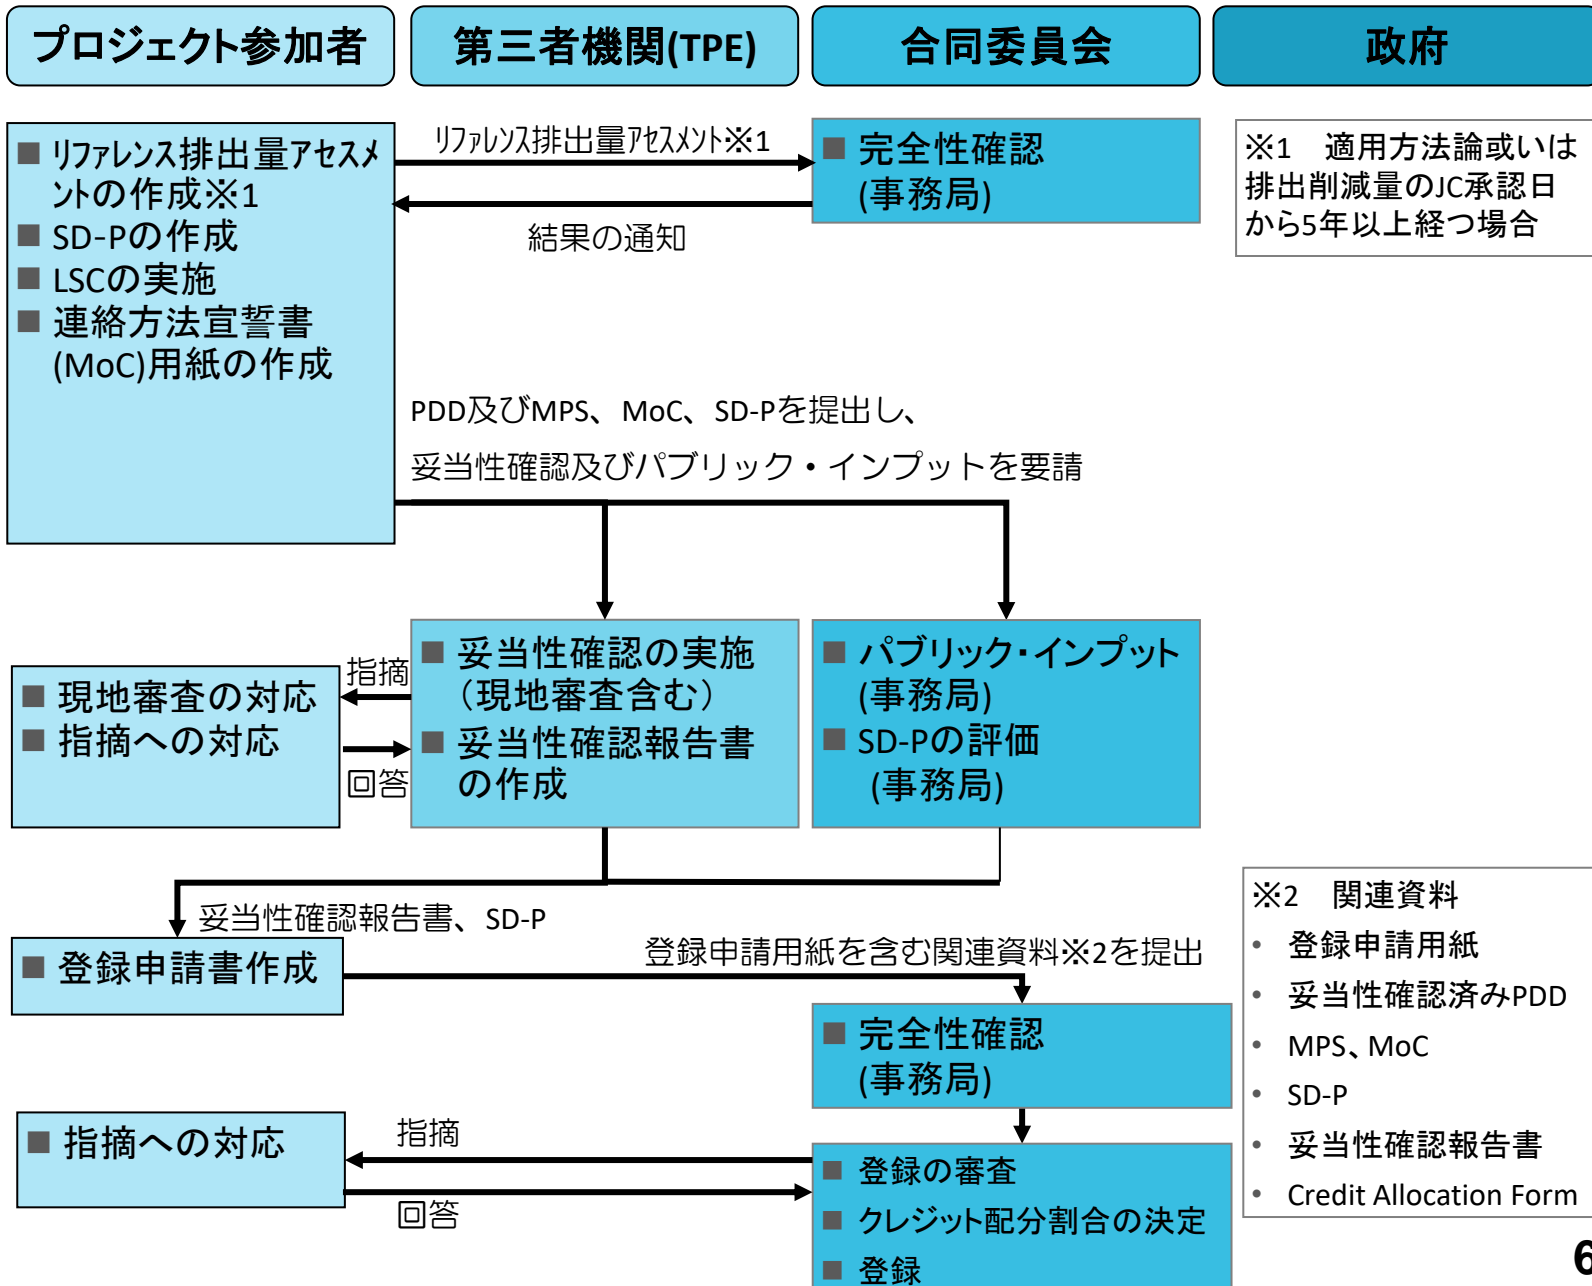 プロジェクト参加者
第三者機関(TPE)
合同委員会
政府
■ リファレンス排出量アセスメ
ントの作成※1
■ SD-Pの作成
■ LSCの実施
■ 連絡方法宣誓書
(MoC)用紙の作成
リファレンス排出量アセスメント※1
結果の通知
■ 完全性確認
(事務局)
※1 適用方法論或いは
排出削減量のJC承認日
から5年以上経つ場合
PDD及びMPS、MoC、SD-Pを提出し、
妥当性確認及びパブリック・インプットを要請
■ 現地審査の対応
■ 指摘への対応
指摘
回答
■ 妥当性確認の実施
（現地審査含む）
■ 妥当性確認報告書
の作成
■ パブリック・インプット
(事務局)
■ SD-Pの評価
(事務局)
妥当性確認報告書、SD-P
■ 登録申請書作成
登録申請用紙を含む関連資料※2を提出
■ 完全性確認
(事務局)
※2 関連資料
• 登録申請用紙
• 妥当性確認済みPDD
• MPS、MoC
• SD-P
• 妥当性確認報告書
• Credit Allocation Form
■ 指摘への対応
指摘
回答
■ 登録の審査
■ クレジット配分割合の決定
■ 登録
6